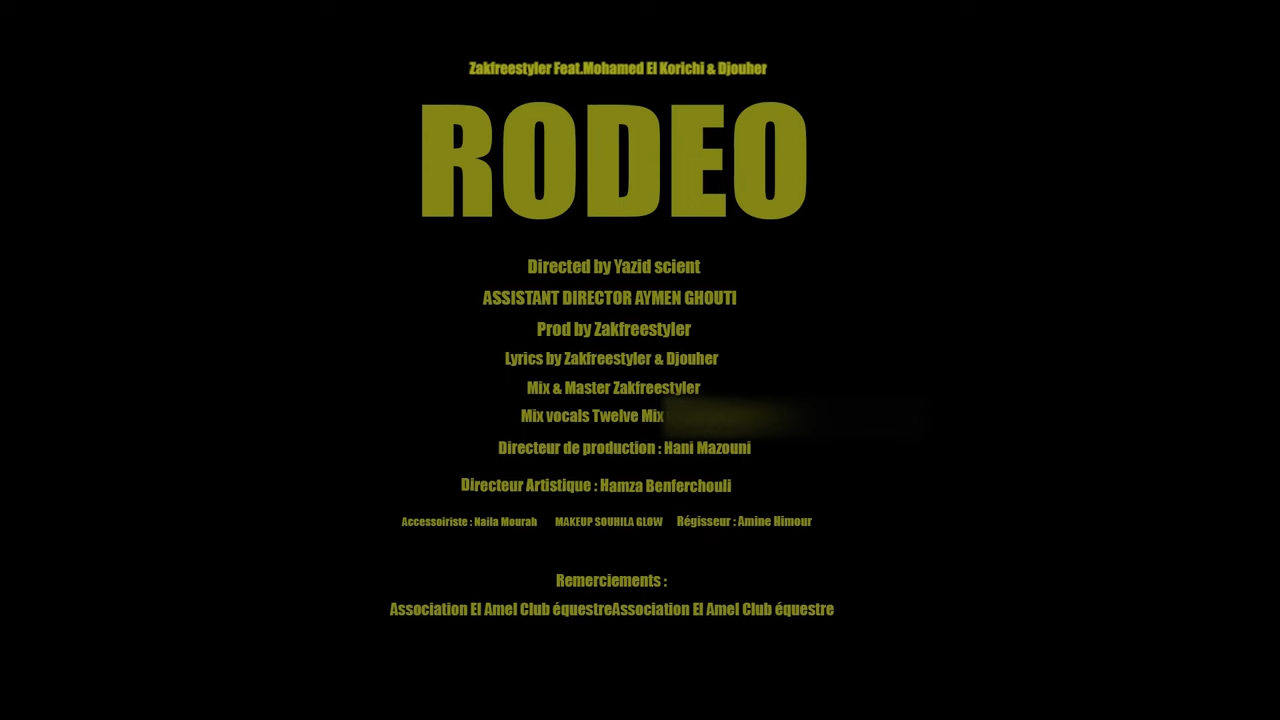 Zakfreestyler Feat.Mohamed El Korichi & Djouher
RODEO
Directed by Yazid scient
ASSISTANT DIRECTOR AYMEN GHOUTI
Prod by Zakfreestyler
Lyrics by Zakfreestyler & Djouher
Mix & Master Zakfreestyler
Mix vocals Twelve Mix
Directeur de production : Hani Mazouni
Directeur Artistique : Hamza Benferchouli
Accessoiriste : Naila Mourah MAKEUP SOUHILA GLOW Régisseur : Amine Himour
Remerciements :
Association El Amel Club équestreAssociation El Amel Club équestre